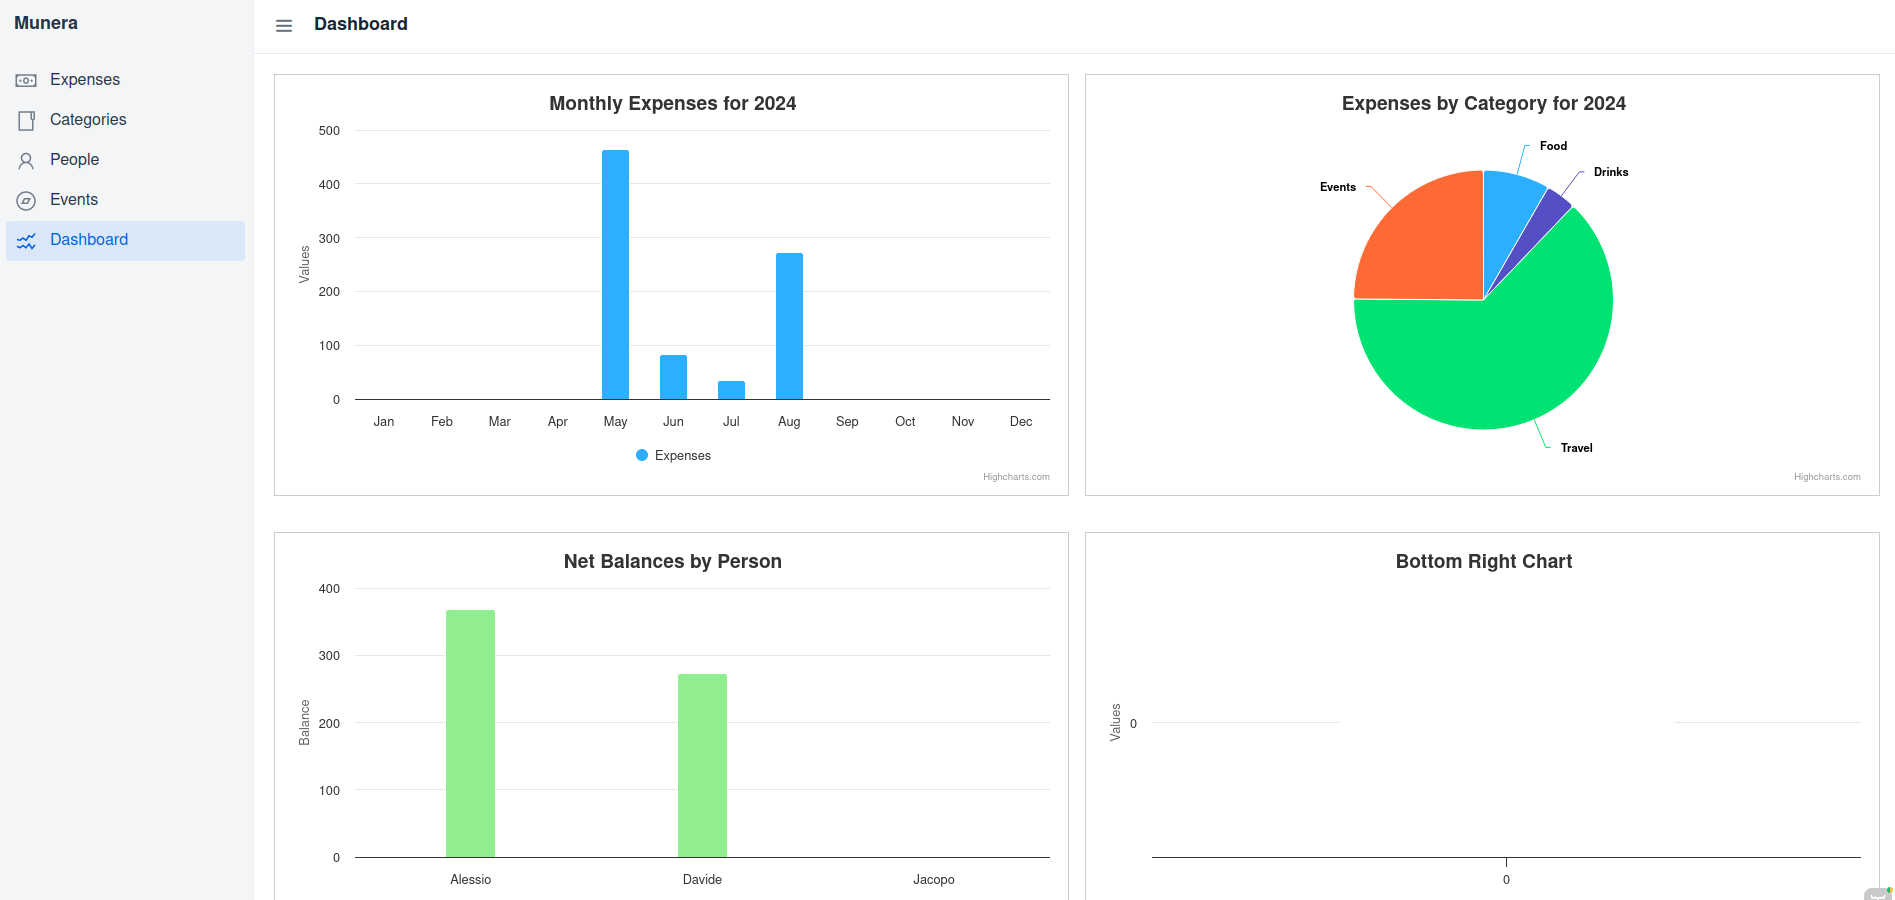 Munera
Expenses
Categories
People
Events
Dashboard
Dashboard
Monthly Expenses for 2024
500
400
300
200
100
0
Values
Jan Feb Mar Apr May Jun Jul Aug Sep Oct Nov Dec
Expenses
Highcharts.com
Expenses by Category for 2024
Food
Drinks
Events
Travel
Highcharts.com
Net Balances by Person
400
300
200
100
0
Balance
Alessio Davide Jacopo
Bottom Right Chart
Values
0
0